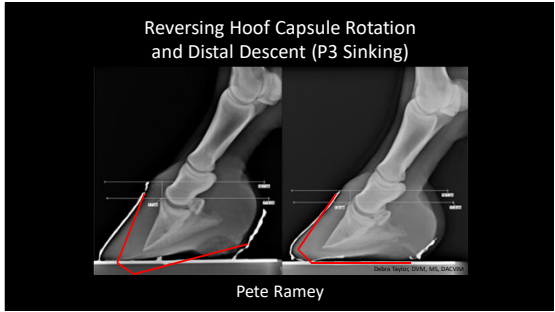 Reversing Hoof Capsule Rotation
and Distal Descent (P3 Sinking)
Debra Taylor, DVM, MS, DACVIM
Pete Ramey